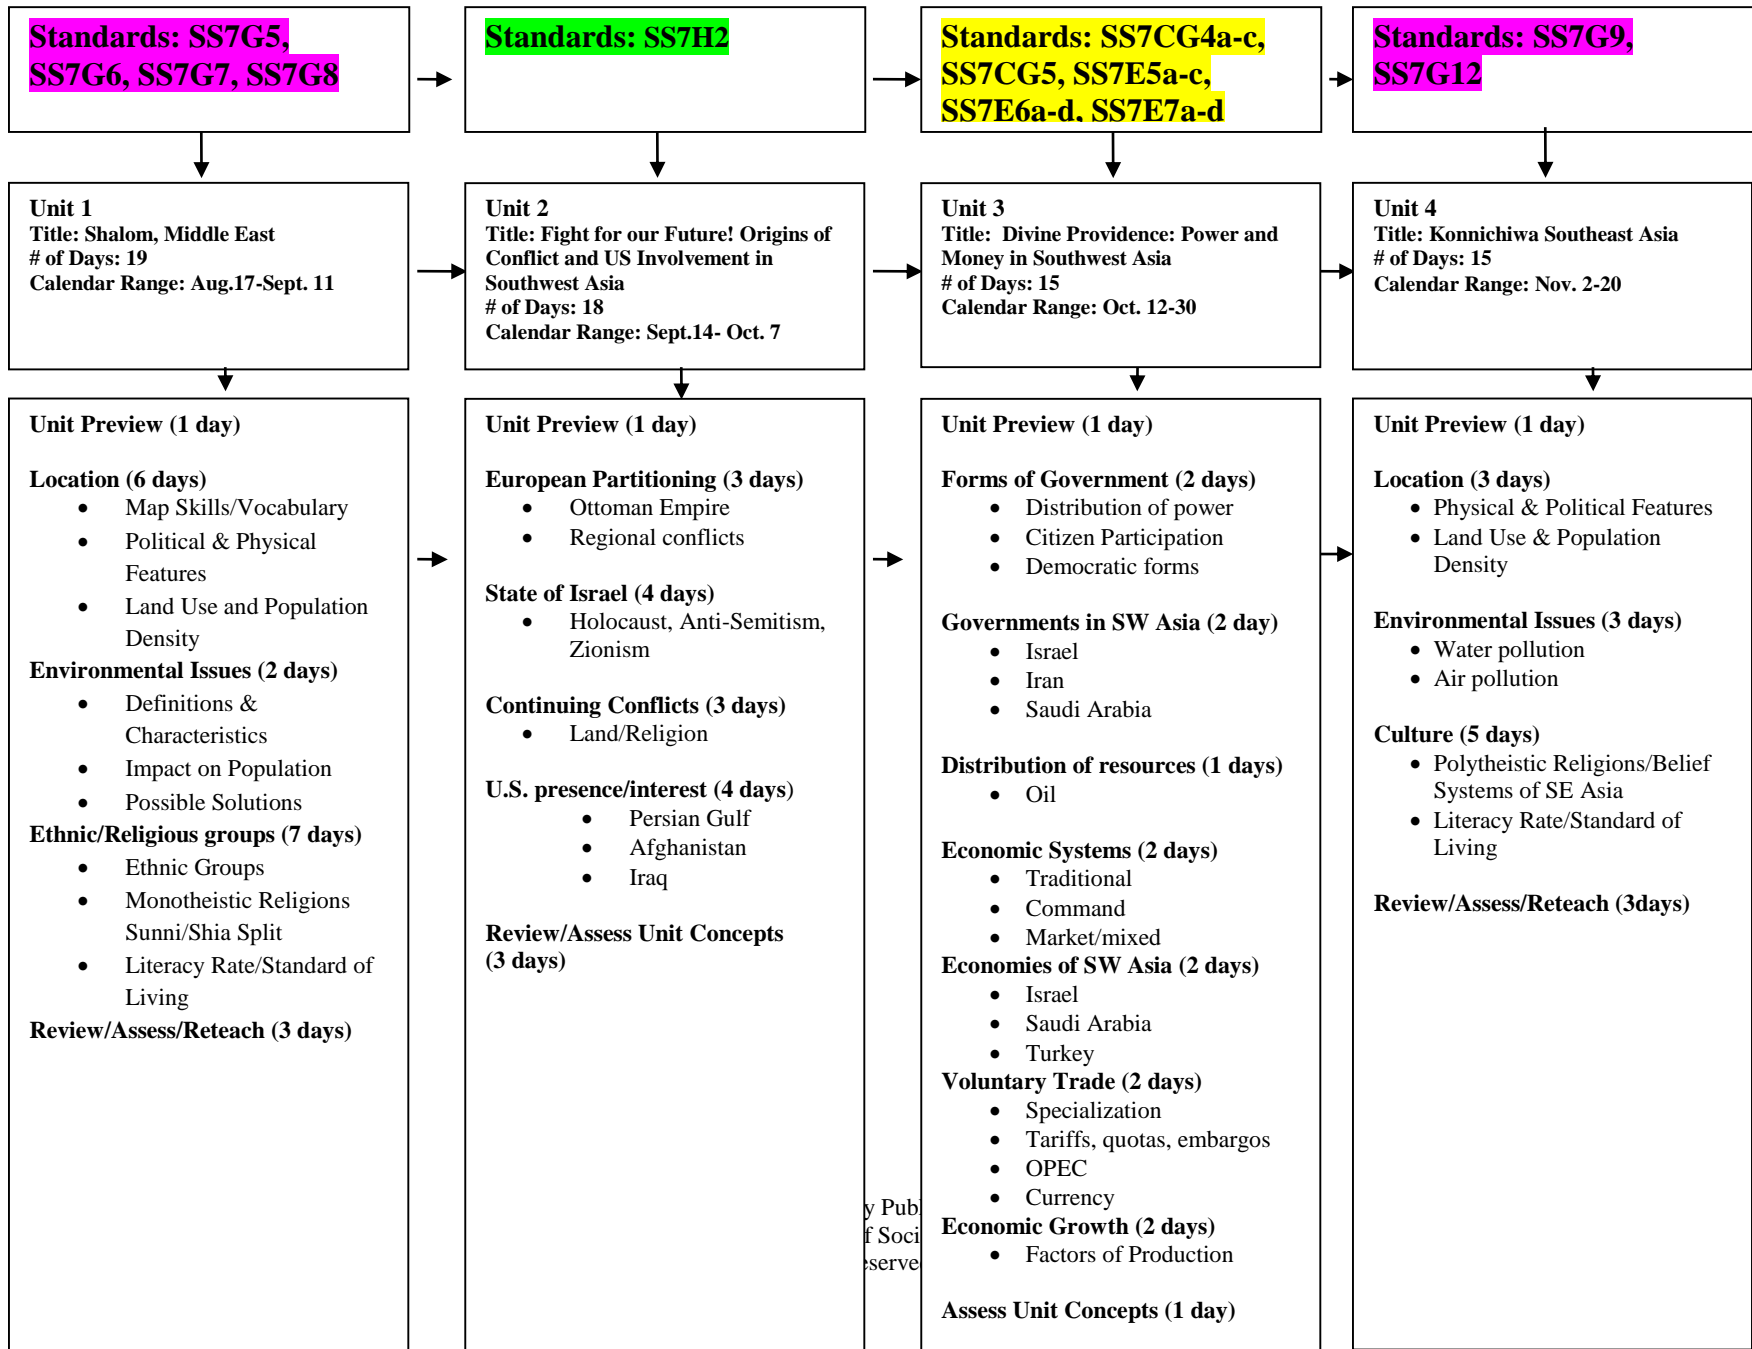 Standards: SS7G5,
SS7G6, SS7G7, SS7G8
Standards: SS7H2
Standards: SS7CG4a-c,
SS7CG5, SS7E5a-c,
SS7E6a-d, SS7E7a-d
Standards: SS7G9,
SS7G12
Unit 1
Title: Shalom, Middle East
# of Days: 19
Calendar Range: Aug.17-Sept. 11
Unit 2
Title: Fight for our Future! Origins of
Conflict and US Involvement in
Southwest Asia
# of Days: 18
Calendar Range: Sept.14- Oct. 7
Unit 3
Title:  Divine Providence: Power and
Money in Southwest Asia
# of Days: 15
Calendar Range: Oct. 12-30
Unit 4
Title: Konnichiwa Southeast Asia
# of Days: 15
Calendar Range: Nov. 2-20
Unit Preview (1 day)
Location (6 days)
• Map Skills/Vocabulary
• Political & Physical
Features
• Land Use and Population
Density
Environmental Issues (2 days)
• Definitions &
Characteristics
• Impact on Population
• Possible Solutions
Ethnic/Religious groups (7 days)
• Ethnic Groups
• Monotheistic Religions
Sunni/Shia Split
• Literacy Rate/Standard of
Living
Review/Assess/Reteach (3 days)
Unit Preview (1 day)
European Partitioning (3 days)
• Ottoman Empire
• Regional conflicts
State of Israel (4 days)
• Holocaust, Anti-Semitism,
Zionism
Continuing Conflicts (3 days)
• Land/Religion
U.S. presence/interest (4 days)
• Persian Gulf
• Afghanistan
• Iraq
Review/Assess Unit Concepts
(3 days)
y Publ
f Soci
eserve
Unit Preview (1 day)
Forms of Government (2 days)
• Distribution of power
• Citizen Participation
• Democratic forms
Governments in SW Asia (2 day)
• Israel
• Iran
• Saudi Arabia
Distribution of resources (1 days)
• Oil
Economic Systems (2 days)
• Traditional
• Command
• Market/mixed
Economies of SW Asia (2 days)
• Israel
• Saudi Arabia
• Turkey
Voluntary Trade (2 days)
• Specialization
• Tariffs, quotas, embargos
• OPEC
• Currency
Economic Growth (2 days)
• Factors of Production
Assess Unit Concepts (1 day)
Unit Preview (1 day)
Location (3 days)
• Physical & Political Features
• Land Use & Population
Density
Environmental Issues (3 days)
• Water pollution
• Air pollution
Culture (5 days)
• Polytheistic Religions/Belief
Systems of SE Asia
• Literacy Rate/Standard of
Living
Review/Assess/Reteach (3days)